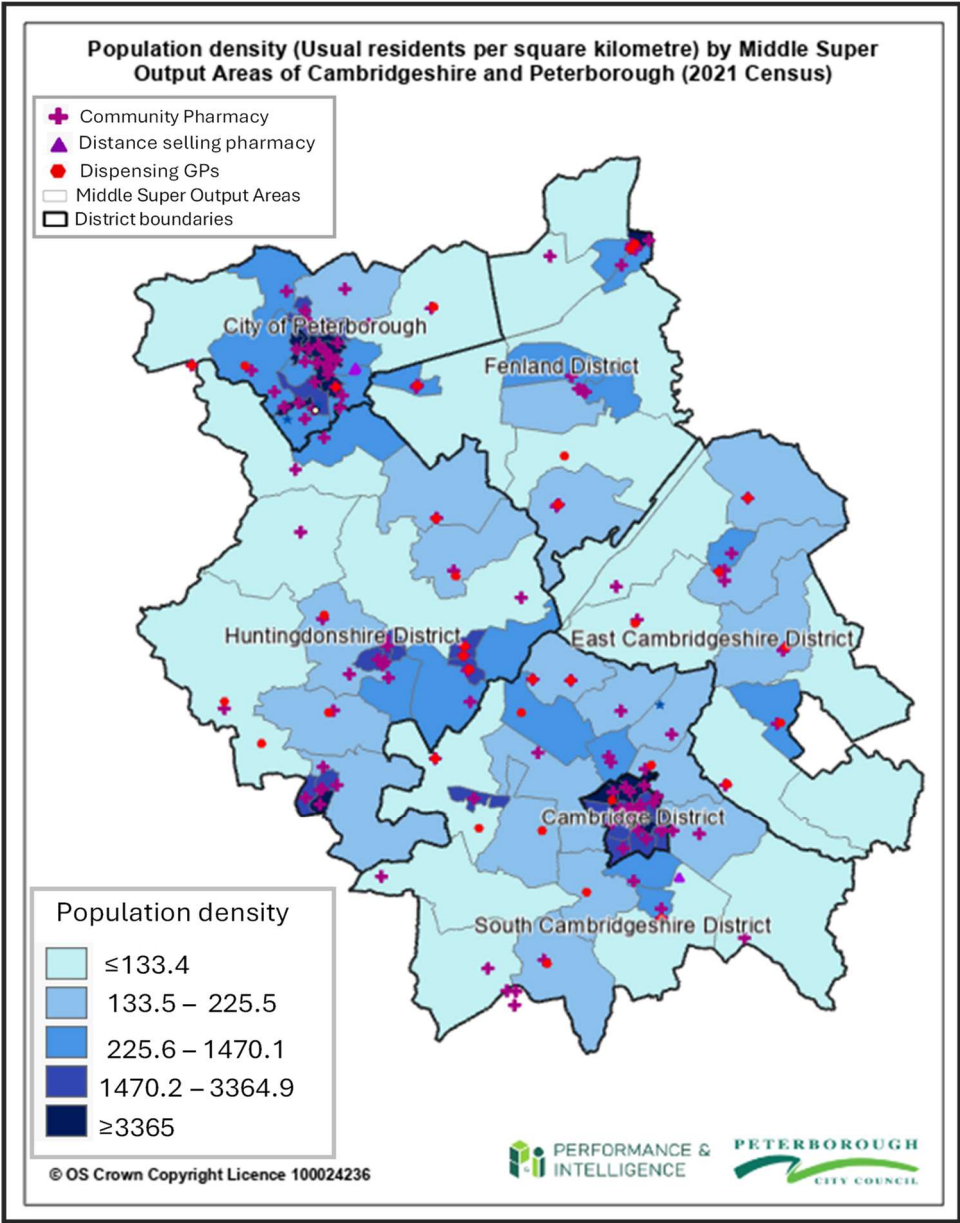 Population density (Usual residents per square kilometre) by Middle Super
Output Areas of Cambridgeshire and Peterborough (2021 Census)
Community Pharmacy
Distance selling pharmacy
Dispensing GPs
Middle Super Output Areas
District boundaries
City of Peterborough
Fenland District
Huntingdonshire District
East Cambridgeshire District
Cambridge District
South Cambridgeshire District
Population density
≤133.4
133.5 – 225.5
225.6 – 1470.1
1470.2 – 3364.9
≥3365
© OS Crown Copyright Licence 100024236
PERFORMANCE &
INTELLIGENCE
PETERBOROUGH
CITY COUNCIL